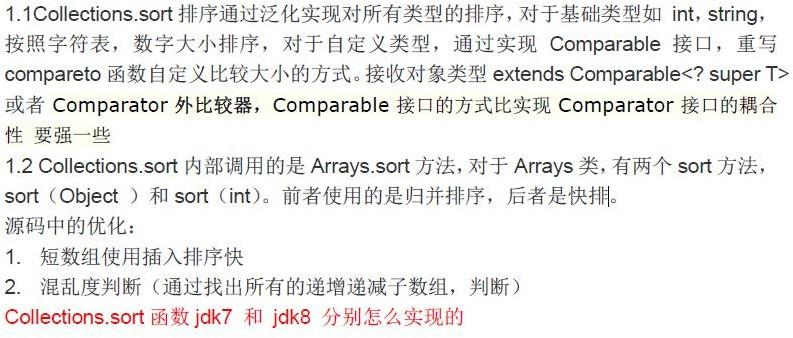 1.1Collections.sort 排序通过泛化实现对所有类型的排序，对于基础类型如 int，string，
按照字符表，数字大小排序，对于自定义类型，通过实现 Comparable 接口，重写
compareto 函数自定义比较大小的方式。接收对象类型 extends Comparable<? super T>
或者 Comparator 外比较器，Comparable 接口的方式比实现 Comparator 接口的耦合
性 要强一些
1.2 Collections.sort 内部调用的是 Arrays.sort 方法，对于 Arrays 类，有两个 sort 方法，
sort（Object ）和 sort（int）。前者使用的是归并排序，后者是快排。
源码中的优化：
1. 短数组使用插入排序快
2. 混乱度判断（通过找出所有的递增递减子数组，判断）
Collections.sort 函数 jdk7 和 jdk8 分别怎么实现的